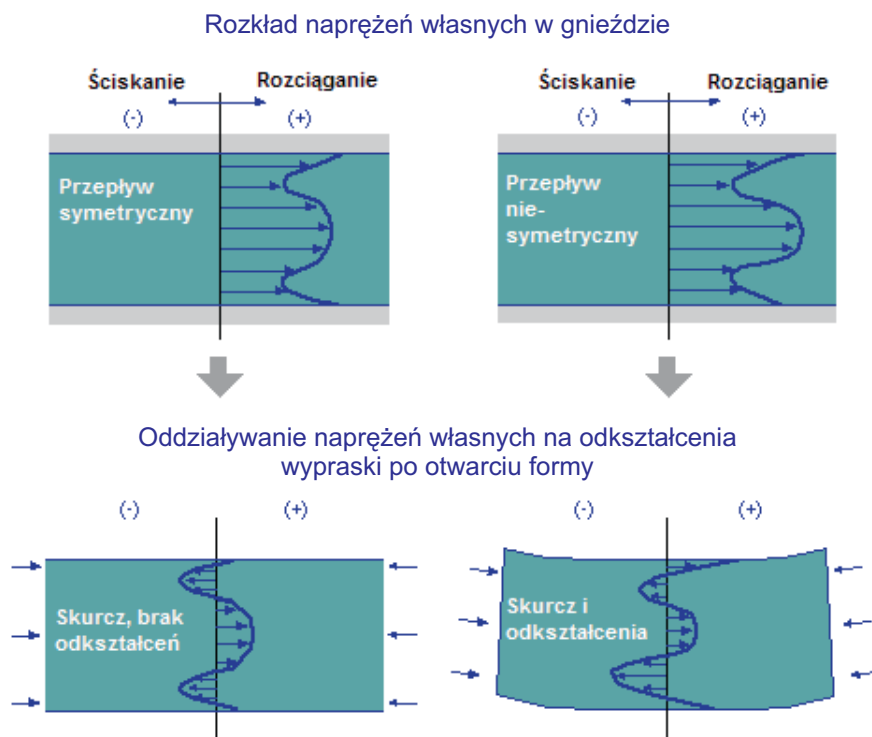 Rozkład naprężeń własnych w gnieździe
Ściskanie
Rozciąganie
(-)
(+)
Przepływ
symetryczny
Ściskanie
Rozciąganie
(-)
(+)
Przepływ
nie-
symetryczny
Oddziaływanie naprężeń własnych na odkształcenia
wypraski po otwarciu formy
(-)
(+)
Skurcz, brak
odkształceń
(-)
(+)
Skurcz i
odkształcenia